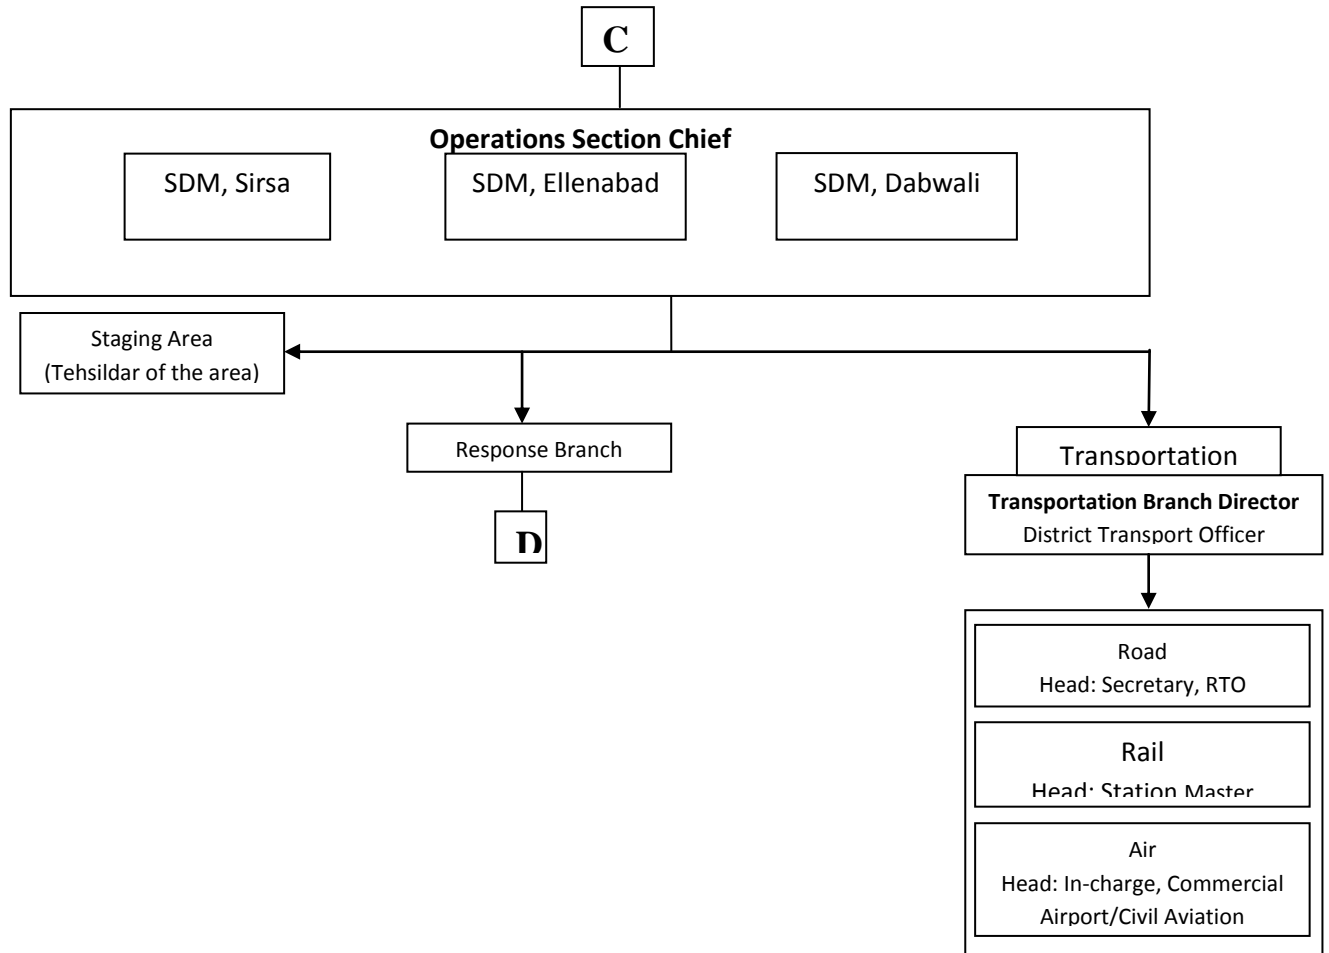 C
Operations Section Chief
SDM, Sirsa
SDM, Ellenabad
SDM, Dabwali
Staging Area
(Tehsildar of the area)
Response Branch
D
Transportation
Transportation Branch Director
District Transport Officer
Road
Head: Secretary, RTO
Rail
Head: Station Master
Air
Head: In-charge, Commercial
Airport/Civil Aviation